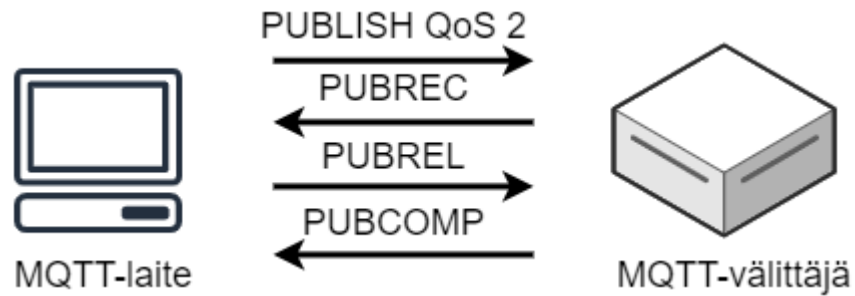 PUBLISH QoS 2
PUBREC
PUBREL
PUBCOMP
MQTT-laite
MQTT-välittäjä